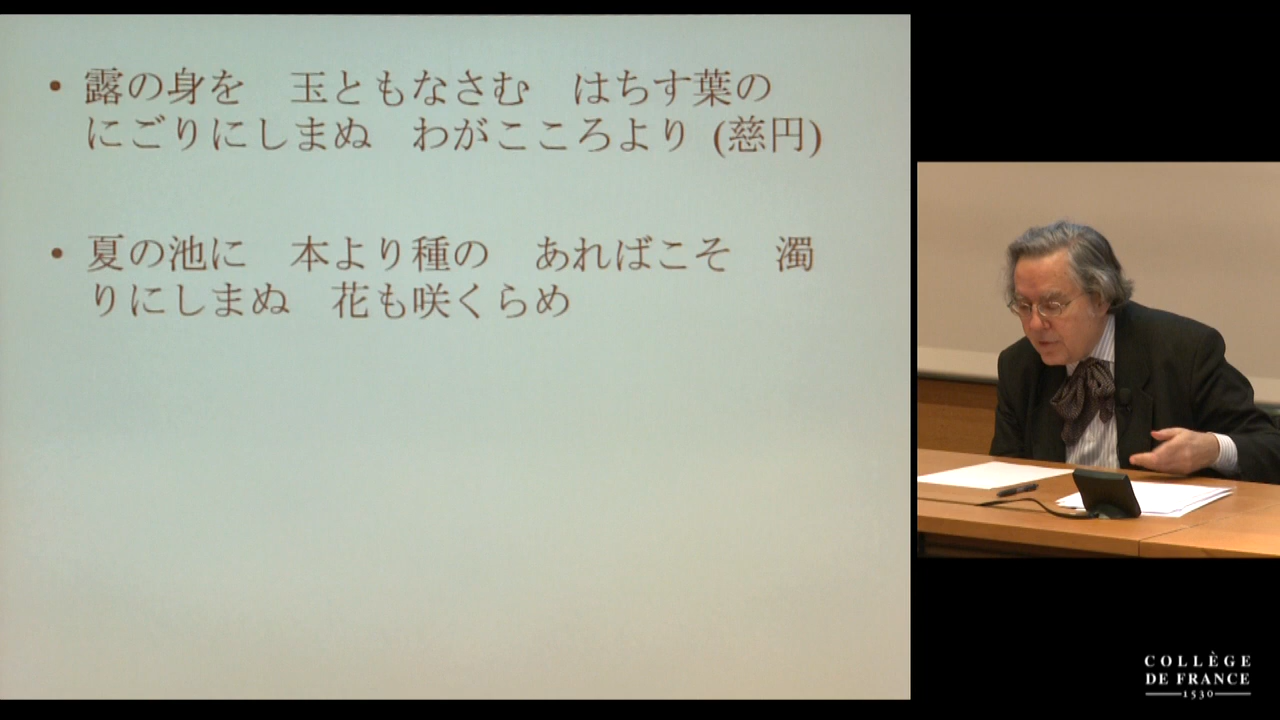 • 露の身を　玉ともなさむ　はちす葉の
にごりにしまぬ　わがこころより (慈円)
• 夏の池に　本より種の　あればこそ　濁
りにしまぬ　花も咲くらめ
COLLÈGE
DE FRANCE
1530